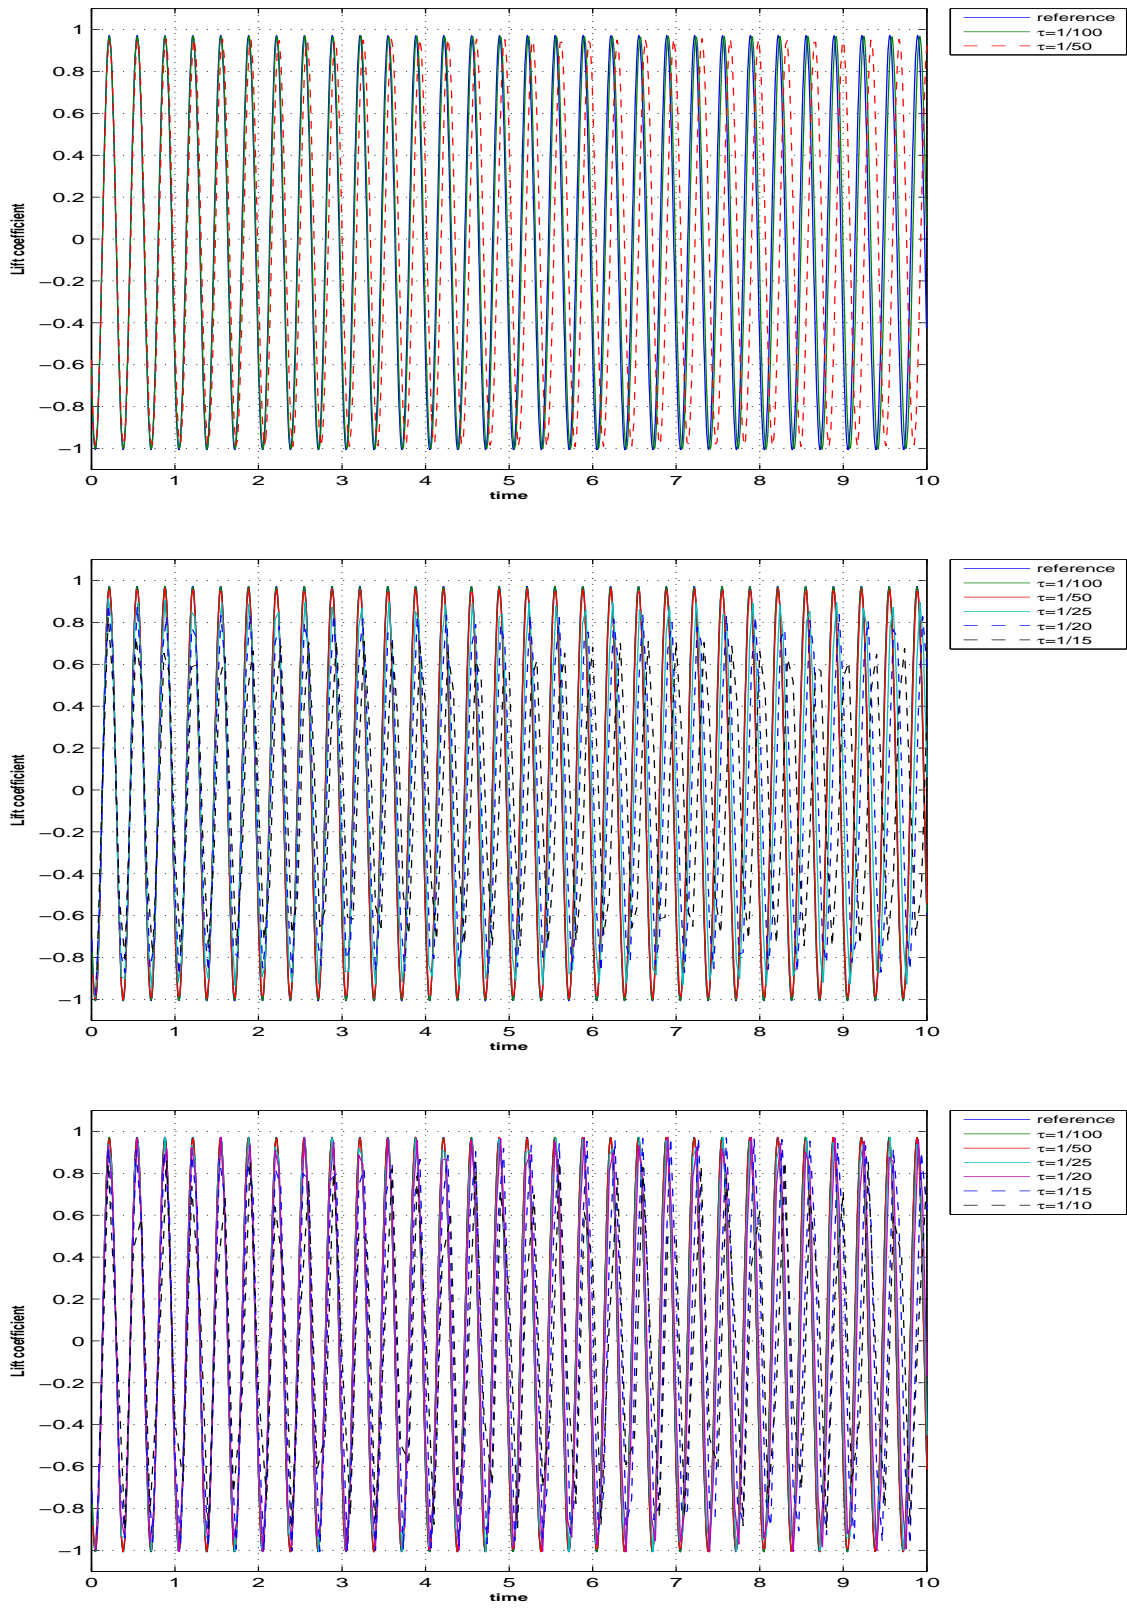 reference
τ=1/100
τ=1/50
1
0.8
0.6
0.4
0.2
0
−0.2
−0.4
−0.6
−0.8
−1
Lift coefficient
0 1 2 3 4 5 6 7 8 9 10
time
reference
τ=1/100
τ=1/50
τ=1/25
τ=1/20
τ=1/15
1
0.8
0.6
0.4
0.2
0
−0.2
−0.4
−0.6
−0.8
−1
Lift coefficient
0 1 2 3 4 5 6 7 8 9 10
time
reference
τ=1/100
τ=1/50
τ=1/25
τ=1/20
τ=1/15
τ=1/10
1
0.8
0.6
0.4
0.2
0
−0.2
−0.4
−0.6
−0.8
−1
Lift coefficient
0 1 2 3 4 5 6 7 8 9 10
time